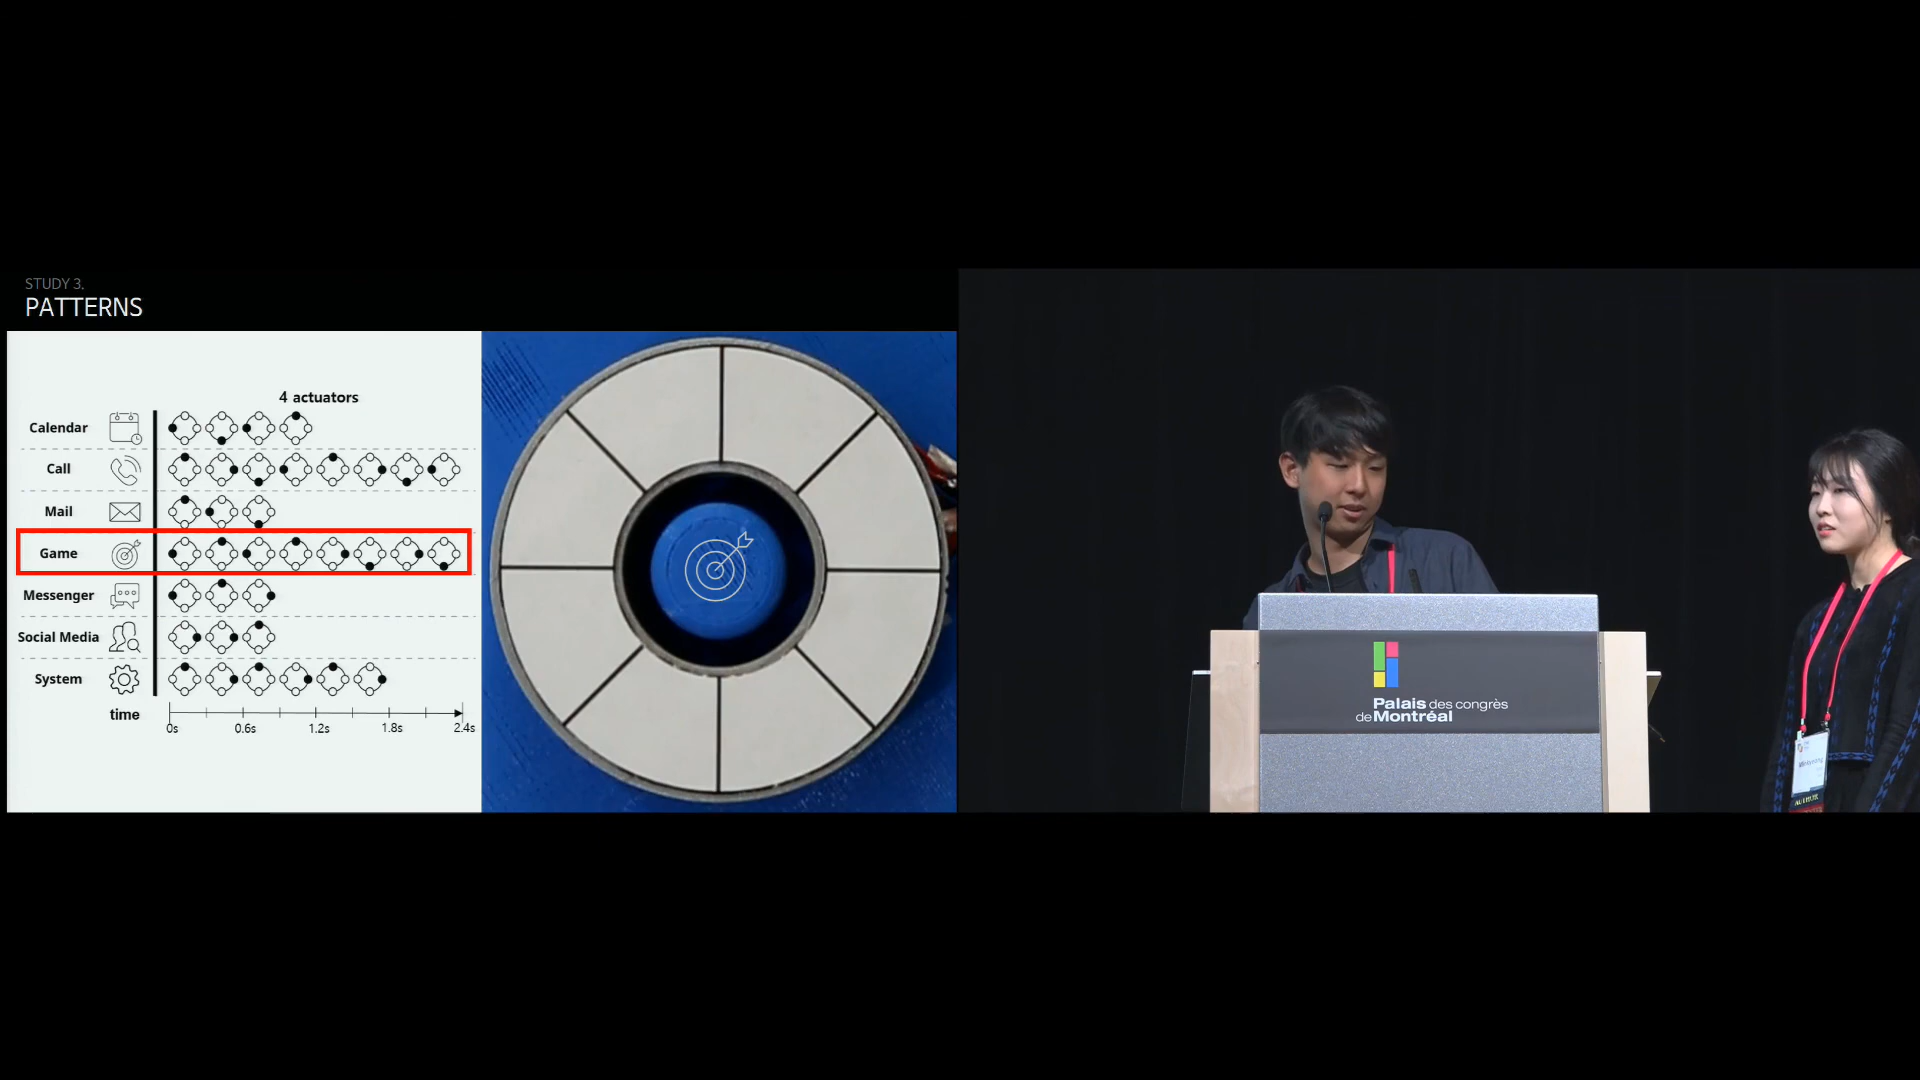 STUDY 3.
PATTERNS
4 actuators
Calendar
Call
Mail
Game
Messenger
Social Media
System
time
0s 0.6s 1.2s 1.8s 2.4s
Palais des congrès
de Montréal
AUTHOR